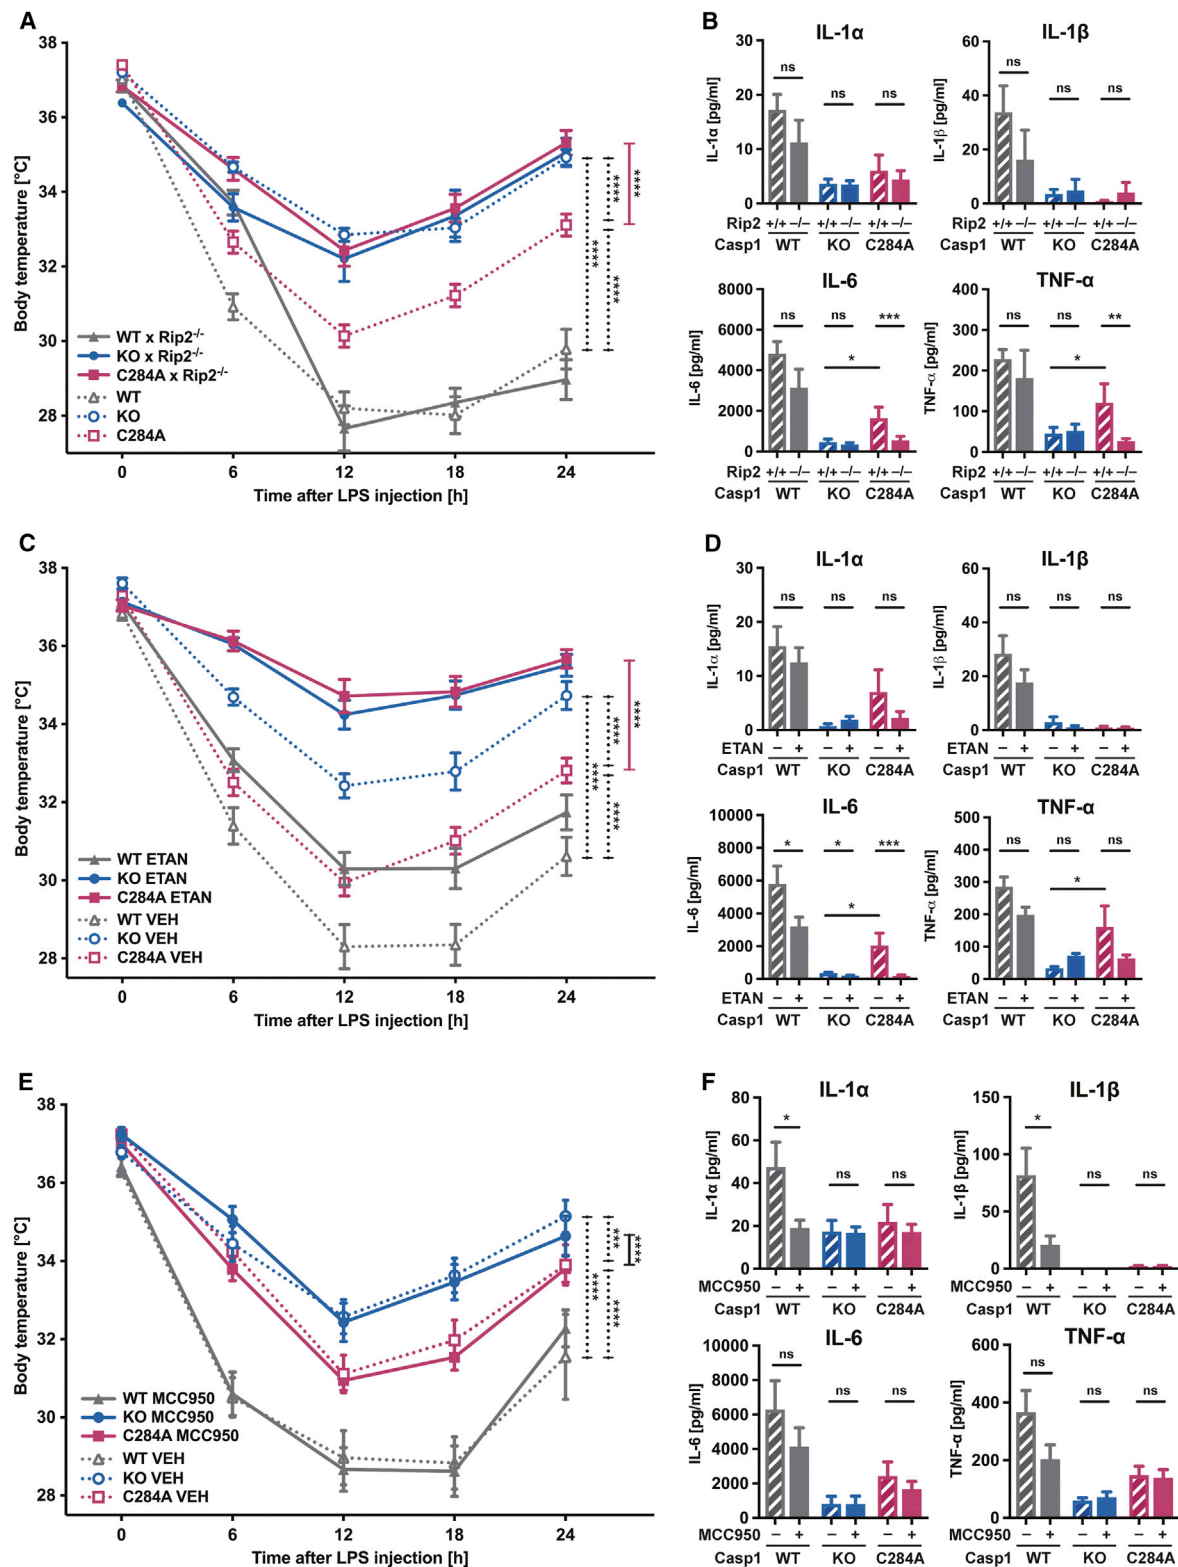 A
38
36
34
32
30
28
Body temperature [°C]
WT x Rip2-/-
KO x Rip2-/-
C284A x Rip2-/-
WT
KO
C284A
****
****
****
****
0 6 12 18 24
Time after LPS injection [h]
B
IL-1α
30
20
10
0
IL-1α [pg/ml]
ns ns ns
Rip2 +/+ –/– +/+ –/– +/+ –/–
Casp1 WT KO C284A
IL-1β
60
40
20
0
IL-1β [pg/ml]
ns ns ns
Rip2 +/+ –/– +/+ –/– +/+ –/–
Casp1 WT KO C284A
IL-6
8000
6000
4000
2000
0
IL-6 [pg/ml]
ns ns ***
*
Rip2 +/+ –/– +/+ –/– +/+ –/–
Casp1 WT KO C284A
TNF-α
400
300
200
100
0
TNF-α [pg/ml]
ns ns **
*
Rip2 +/+ –/– +/+ –/– +/+ –/–
Casp1 WT KO C284A
C
38
36
34
32
30
28
Body temperature [°C]
WT ETAN
KO ETAN
C284A ETAN
WT VEH
KO VEH
C284A VEH
****
****
****
****
0 6 12 18 24
Time after LPS injection [h]
D
IL-1α
30
20
10
0
IL-1α [pg/ml]
ns ns ns
ETAN – + – + – +
Casp1 WT KO C284A
IL-1β
60
40
20
0
IL-1β [pg/ml]
ns ns ns
ETAN – + – + – +
Casp1 WT KO C284A
IL-6
10000
8000
6000
4000
2000
0
IL-6 [pg/ml]
* * ***
*
ETAN – + – + – +
Casp1 WT KO C284A
TNF-α
500
400
300
200
100
0
TNF-α [pg/ml]
ns ns ns
*
ETAN – + – + – +
Casp1 WT KO C284A
E
38
36
34
32
30
28
Body temperature [°C]
WT MCC950
KO MCC950
C284A MCC950
WT VEH
KO VEH
C284A VEH
****
***
****
****
0 6 12 18 24
Time after LPS injection [h]
F
IL-1α
80
60
40
20
0
IL-1α [pg/ml]
* ns ns
MCC950 – + – + – +
Casp1 WT KO C284A
IL-1β
150
100
50
0
IL-1β [pg/ml]
* ns ns
MCC950 – + – + – +
Casp1 WT KO C284A
IL-6
10000
8000
6000
4000
2000
0
IL-6 [pg/ml]
ns ns ns
MCC950 – + – + – +
Casp1 WT KO C284A
TNF-α
600
400
200
0
TNF-α [pg/ml]
ns ns ns
MCC950 – + – + – +
Casp1 WT KO C284A